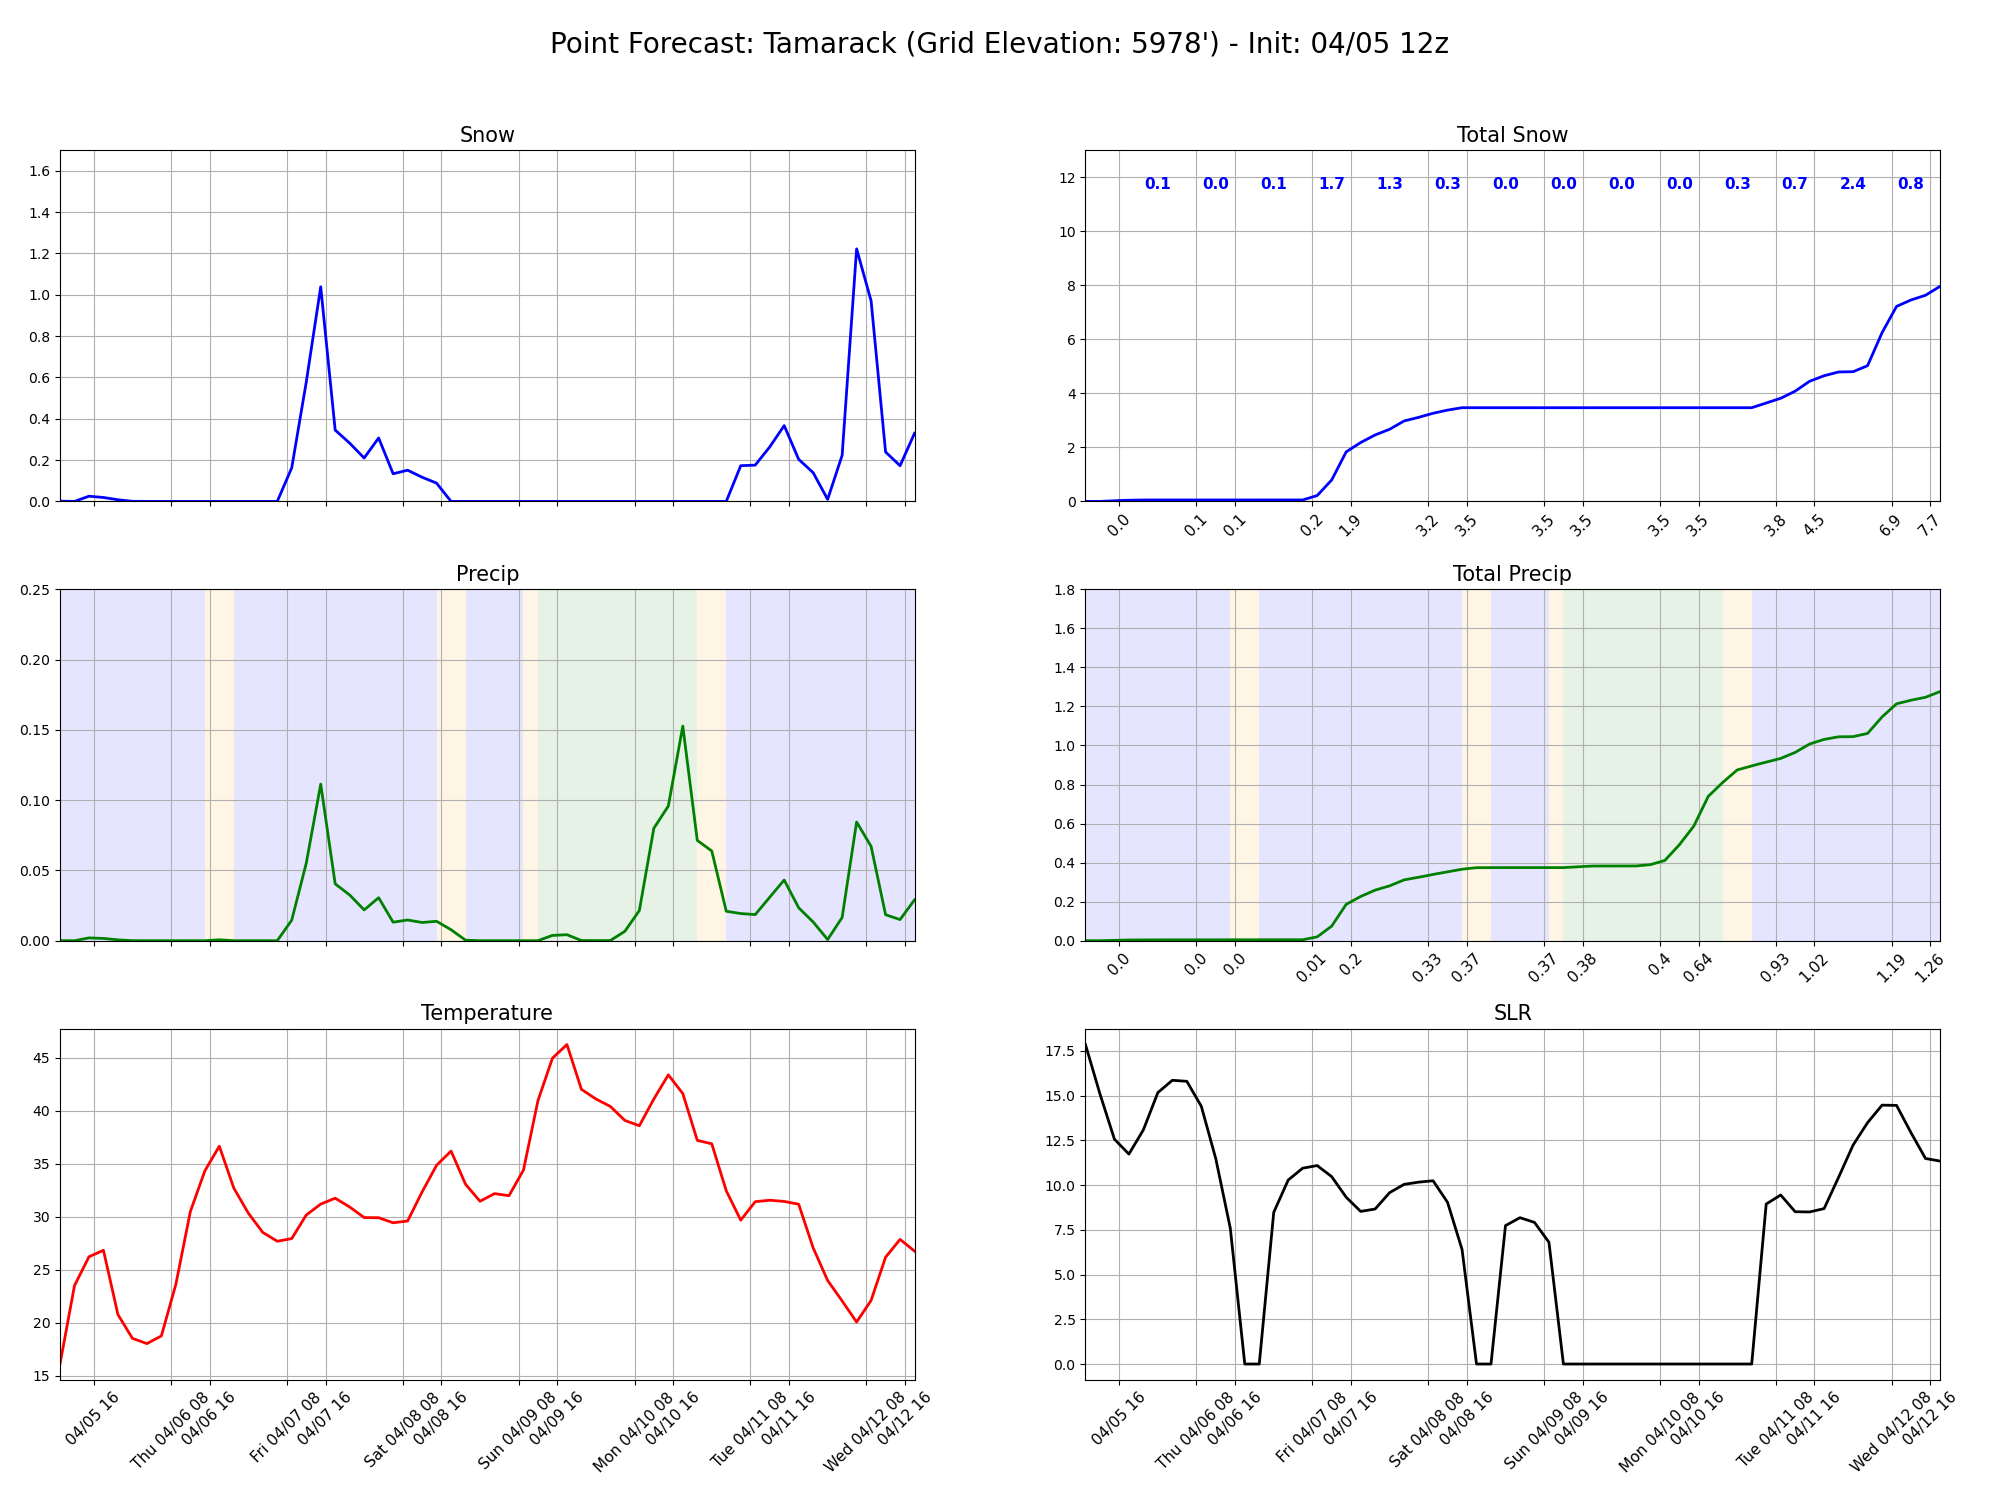 Point Forecast: Tamarack (Grid Elevation: 5978') - Init: 04/05 12z
Snow
1.6
1.4
1.2
1.0
0.8
0.6
0.4
0.2
0.0
Total Snow
12
10
8
6
4
2
0
0.1 0.0 0.1 1.7 1.3 0.3 0.0 0.0 0.0 0.0 0.3 0.7 2.4 0.8
0.0 0.1 0.1 0.2 1.9 3.2 3.5 3.5 3.5 3.5 3.5 3.8 4.5 6.9 7.7
Precip
0.25
0.20
0.15
0.10
0.05
0.00
Total Precip
1.8
1.6
1.4
1.2
1.0
0.8
0.6
0.4
0.2
0.0
0.0 0.0 0.0 0.01 0.2 0.33 0.37 0.37 0.38 0.4 0.64 0.93 1.02 1.19 1.26
Temperature
45
40
35
30
25
20
15
04/05 16
Thu 04/06 08
04/06 16
Fri 04/07 08
04/07 16
Sat 04/08 08
04/08 16
Sun 04/09 08
04/09 16
Mon 04/10 08
04/10 16
Tue 04/11 08
04/11 16
Wed 04/12 08
04/12 16
SLR
17.5
15.0
12.5
10.0
7.5
5.0
2.5
0.0
04/05 16
Thu 04/06 08
04/06 16
Fri 04/07 08
04/07 16
Sat 04/08 08
04/08 16
Sun 04/09 08
04/09 16
Mon 04/10 08
04/10 16
Tue 04/11 08
04/11 16
Wed 04/12 08
04/12 16